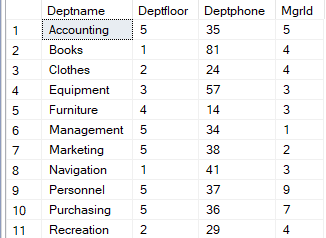 Deptname Deptfloor Deptphone MgrId
1 Accounting 5 35 5
2 Books 1 81 4
3 Clothes 2 24 4
4 Equipment 3 57 3
5 Furniture 4 14 3
6 Management 5 34 1
7 Marketing 5 38 2
8 Navigation 1 41 3
9 Personnel 5 37 9
10 Purchasing 5 36 7
11 Recreation 2 29 4